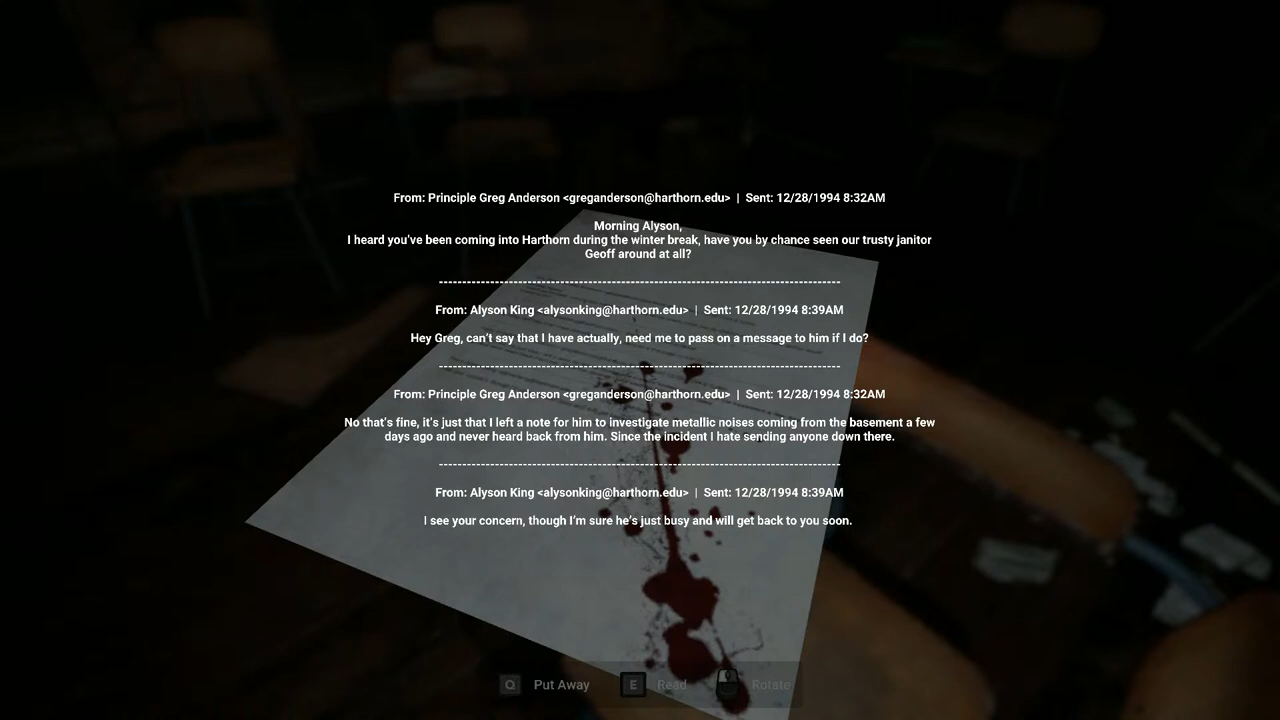 From: Principle Greg Anderson <greganderson@harthorn.edu> | Sent: 12/28/1994 8:32AM
Morning Alyson,
I heard you've been coming into Harthorn during the winter break, have you by chance seen our trusty janitor
Geoff around at all?
--------------------------------------------------------------------------------------
From: Alyson King <alysonking@harthorn.edu> | Sent: 12/28/1994 8:39AM
Hey Greg, can't say that I have actually, need me to pass on a message to him if I do?
--------------------------------------------------------------------------------------
From: Principle Greg Anderson <greganderson@harthorn.edu> | Sent: 12/28/1994 8:32AM
No that's fine, it's just that I left a note for him to investigate metallic noises coming from the basement a few
days ago and never heard back from him. Since the incident I hate sending anyone down there.
--------------------------------------------------------------------------------------
From: Alyson King <alysonking@harthorn.edu> | Sent: 12/28/1994 8:39AM
I see your concern, though I'm sure he's just busy and will get back to you soon.
Q Put Away E Read Rotate